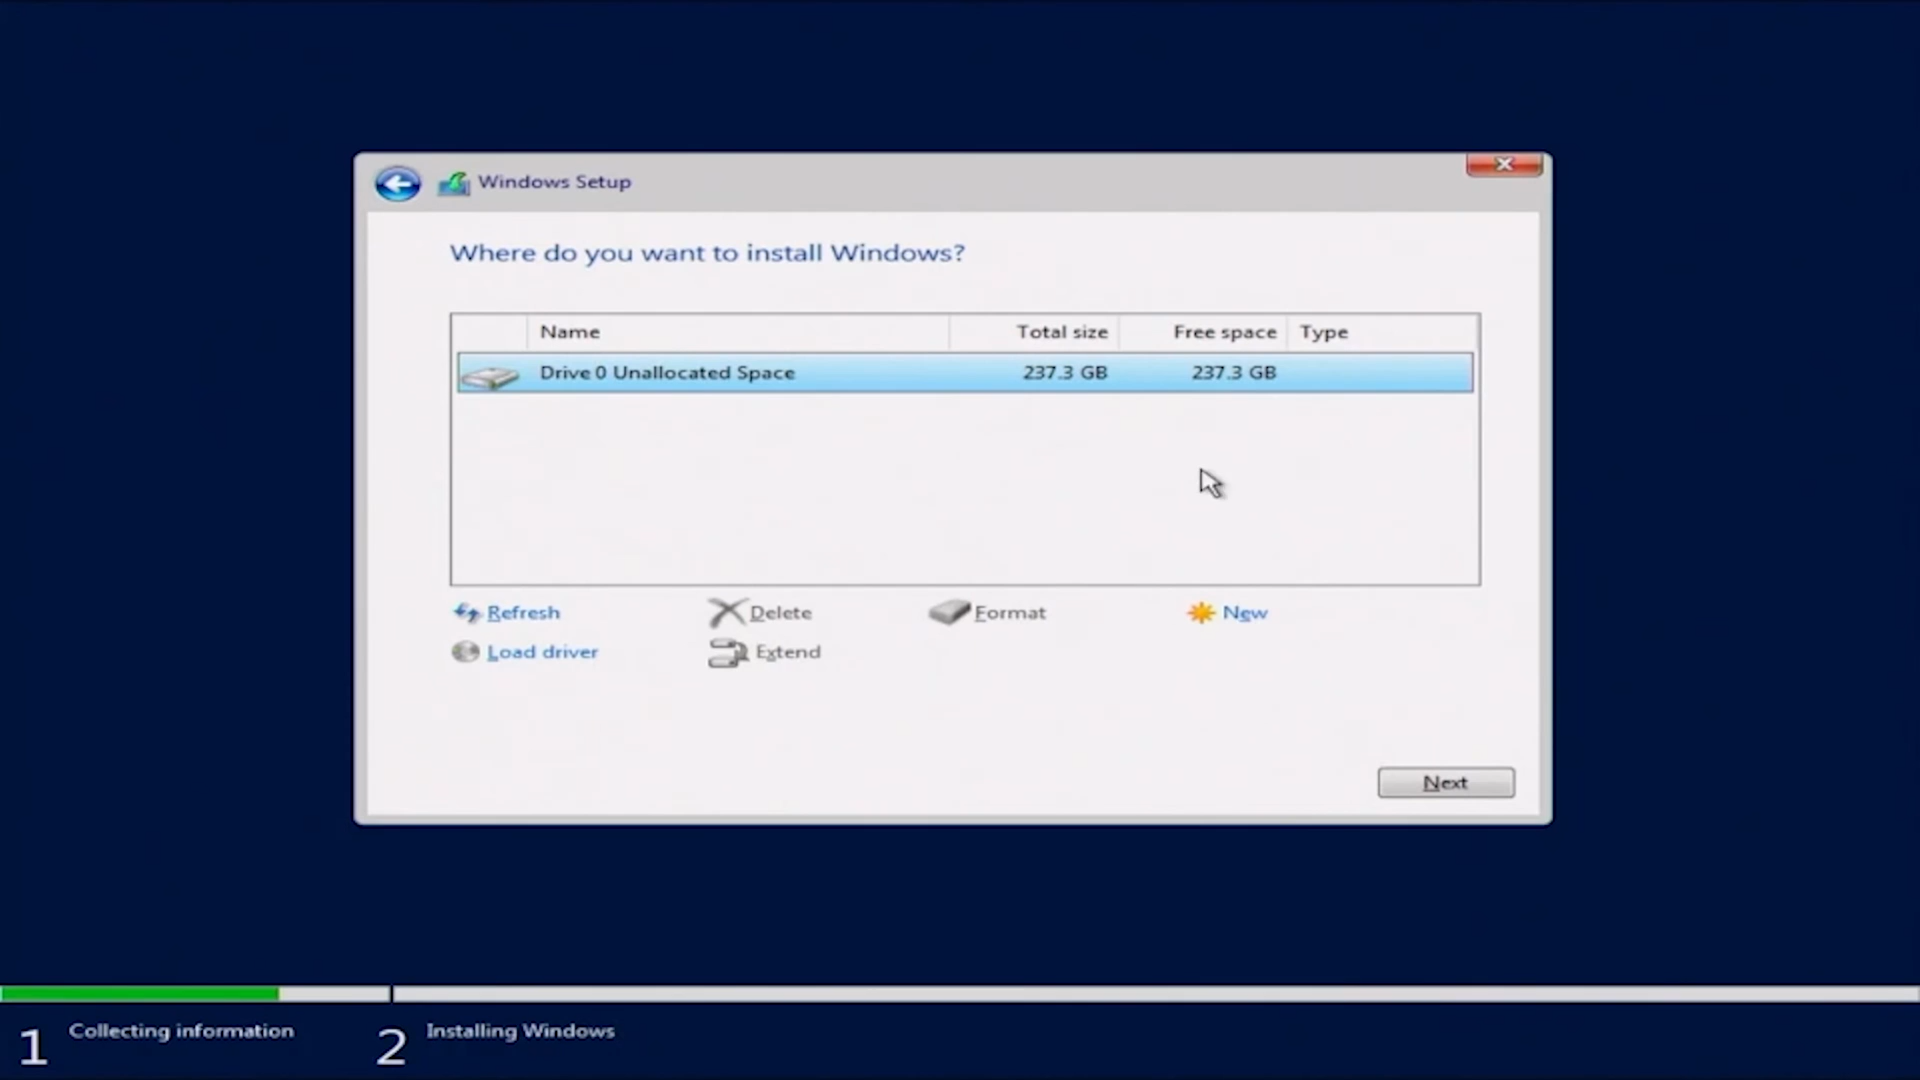 Windows Setup
Where do you want to install Windows?
Name Total size Free space Type
Drive 0 Unallocated Space 237.3 GB 237.3 GB
Refresh Delete Format New
Load driver Extend
Next
1 Collecting information 2 Installing Windows